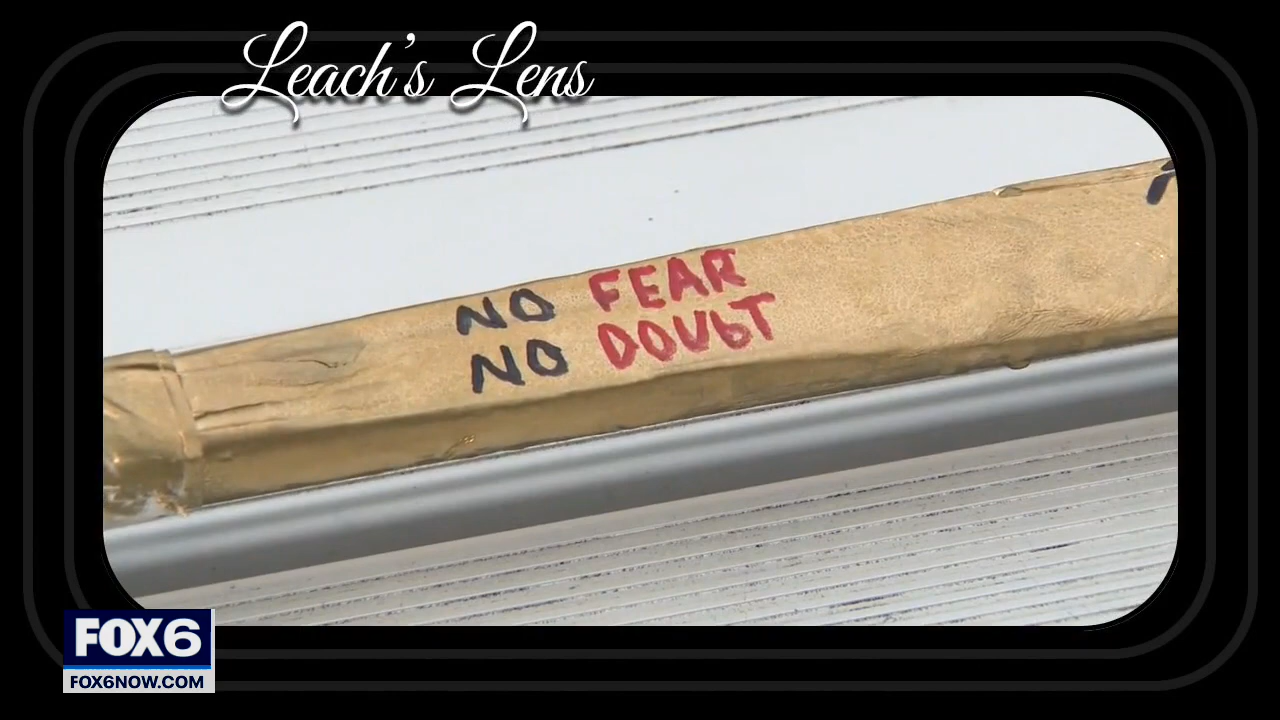 Leach's Lens
NO FEAR
NO DOUBT
FOX6
FOX6NOW.COM